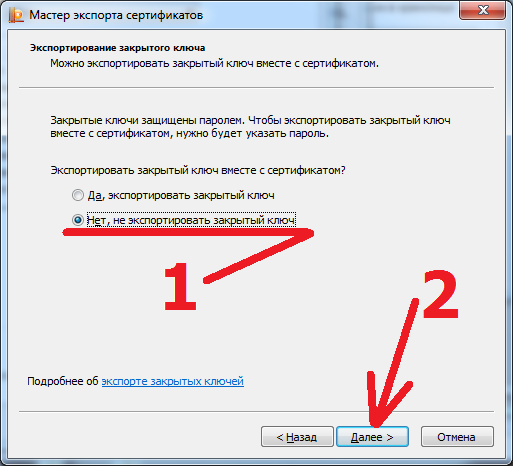 Мастер экспорта сертификатов
Экспортирование закрытого ключа
Можно экспортировать закрытый ключ вместе с сертификатом.
Закрытые ключи защищены паролем. Чтобы экспортировать закрытый ключ
вместе с сертификатом, нужно будет указать пароль.
Экспортировать закрытый ключ вместе с сертификатом?
Да, экспортировать закрытый ключ
Нет, не экспортировать закрытый ключ
1
2
Подробнее об экспорте закрытых ключей
< Назад
Далее >
Отмена